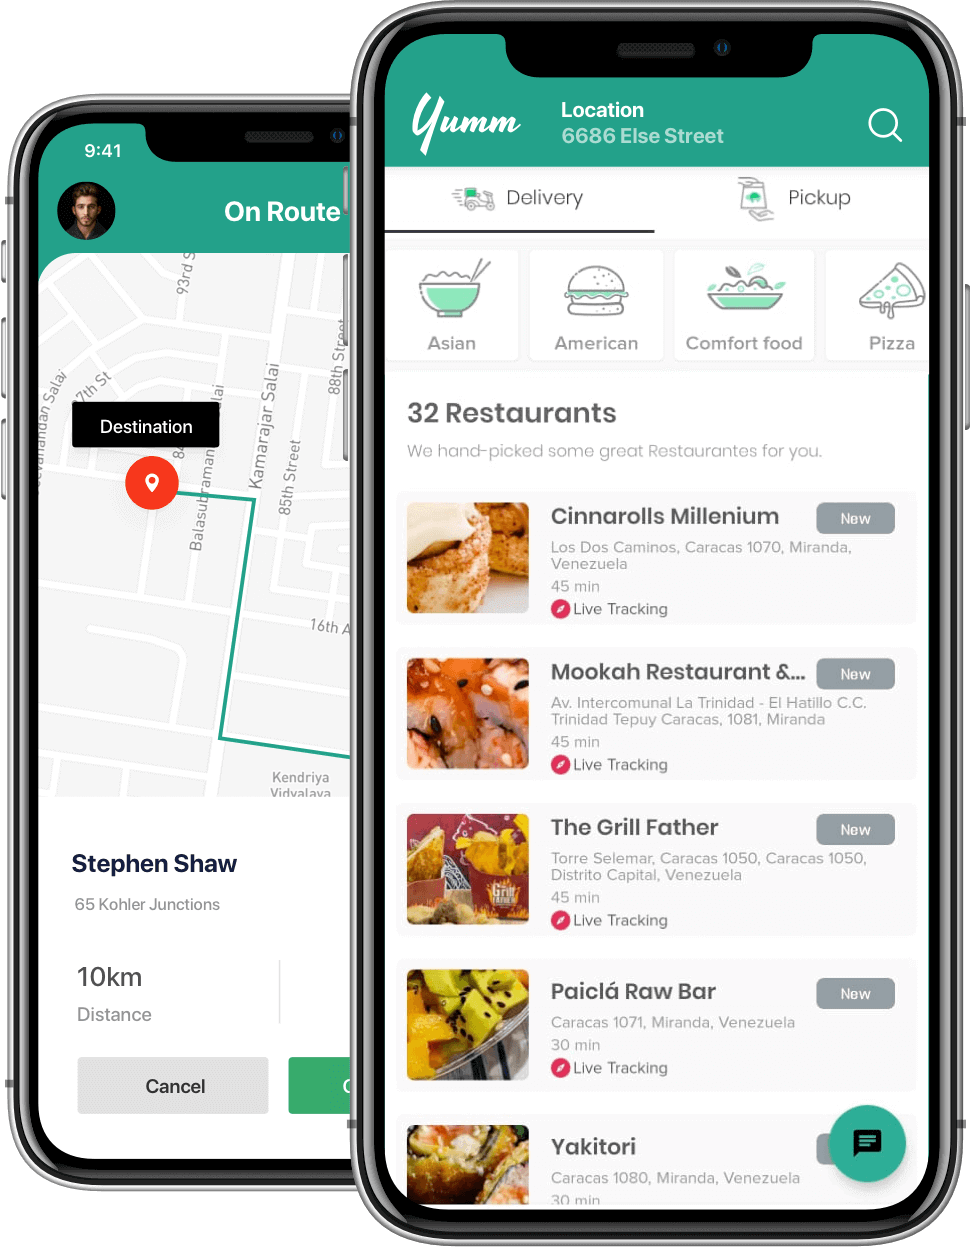 9:41
On Route
93rd S
88th Street
87th St
Kamarajar Salai
85th Street
Balasubraman
alai
eevanandan Salai
Destination
16th A
Kendriya
Vidyalaya
Stephen Shaw
65 Kohler Junctions
10km
Distance
Cancel
Yumm
Location
6686 Else Street
Delivery
Pickup
Asian
American
Comfort food
Pizza
32 Restaurants
We hand-picked some great Restaurantes for you.
Cinnarolls Millenium
New
Los Dos Caminos, Caracas 1070, Miranda,
Venezuela
45 min
Live Tracking
Mookah Restaurant &...
New
Av. Intercomunal La Trinidad - El Hatillo C.C.
Trinidad Tepuy Caracas, 1081, Miranda
45 min
Live Tracking
The Grill Father
New
Torre Selemar, Caracas 1050, Caracas 1050,
Distrito Capital, Venezuela
45 min
Live Tracking
Grill
Father
Paiclá Raw Bar
New
Caracas 1071, Miranda, Venezuela
30 min
Live Tracking
Yakitori
Caracas 1080, Miranda, Venezuela
30 min